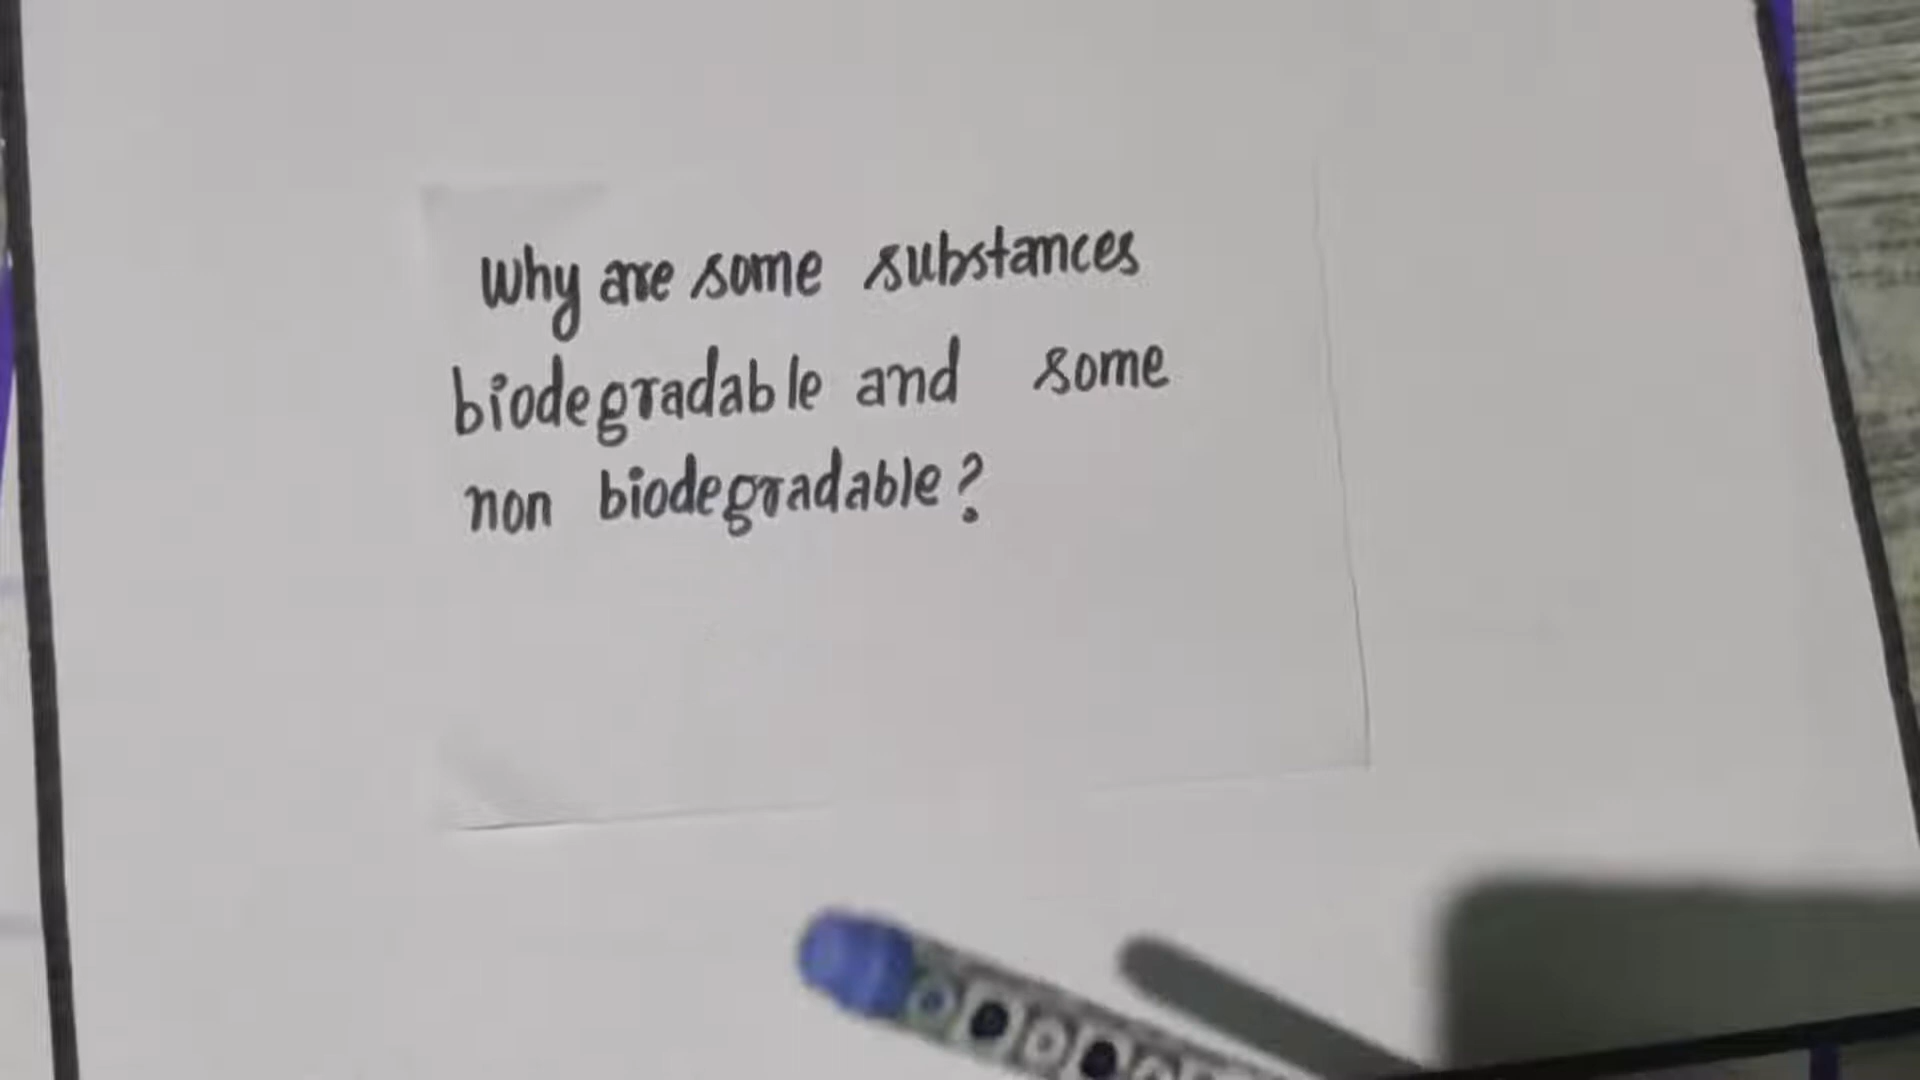 Why are some substances
biodegradable and some
non biodegradable?